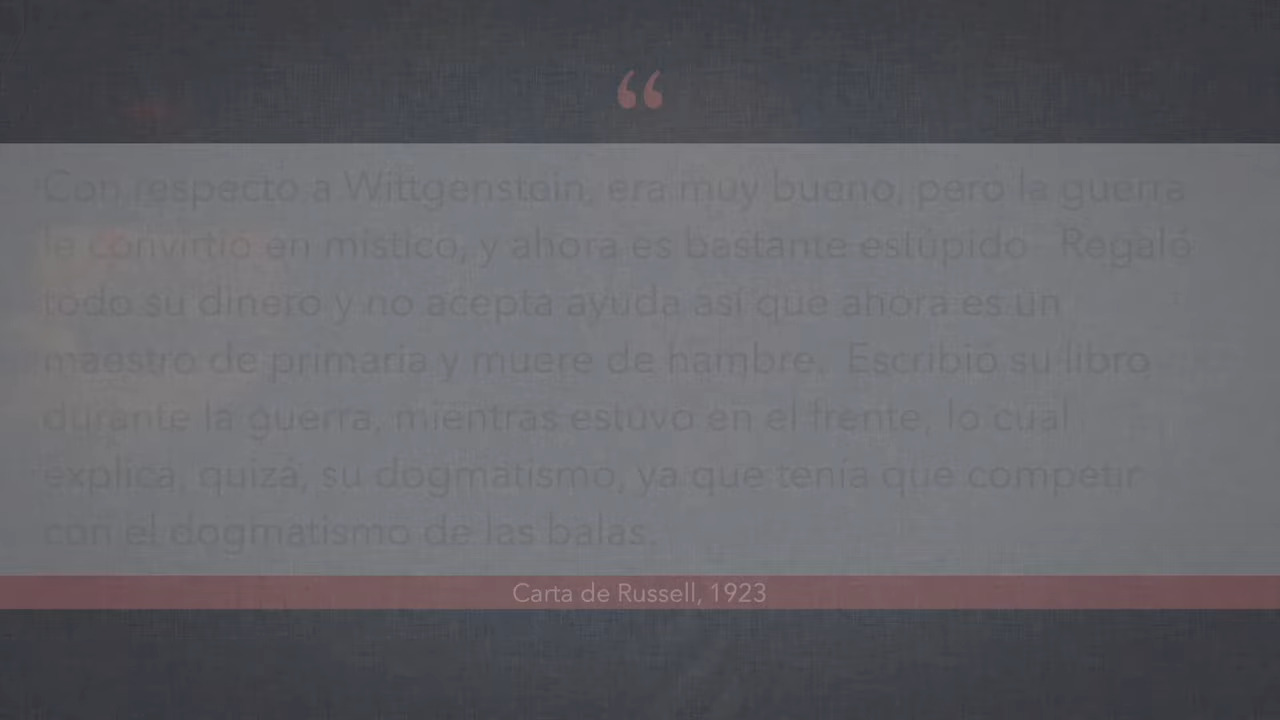 “
Con respecto a Wittgenstein, era muy bueno, pero la guerra
le convirtió en místico, y ahora es bastante estúpido. Regaló
todo su dinero y no acepta ayuda así que ahora es un
maestro de primaria y muere de hambre. Escribió su libro
durante la guerra, mientras estuvo en el frente, lo cual
explica, quizá, su dogmatismo, ya que tenía que competir
con el dogmatismo de las balas.
Carta de Russell, 1923